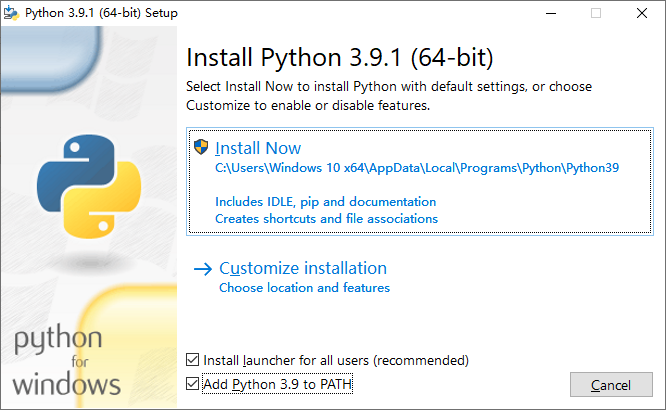 Python 3.9.1 (64-bit) Setup
Install Python 3.9.1 (64-bit)
Select Install Now to install Python with default settings, or choose
Customize to enable or disable features.
Install Now
C:\Users\Windows 10 x64\AppData\Local\Programs\Python\Python39
Includes IDLE, pip and documentation
Creates shortcuts and file associations
Customize installation
Choose location and features
python
for
windows
Install launcher for all users (recommended)
Add Python 3.9 to PATH
Cancel